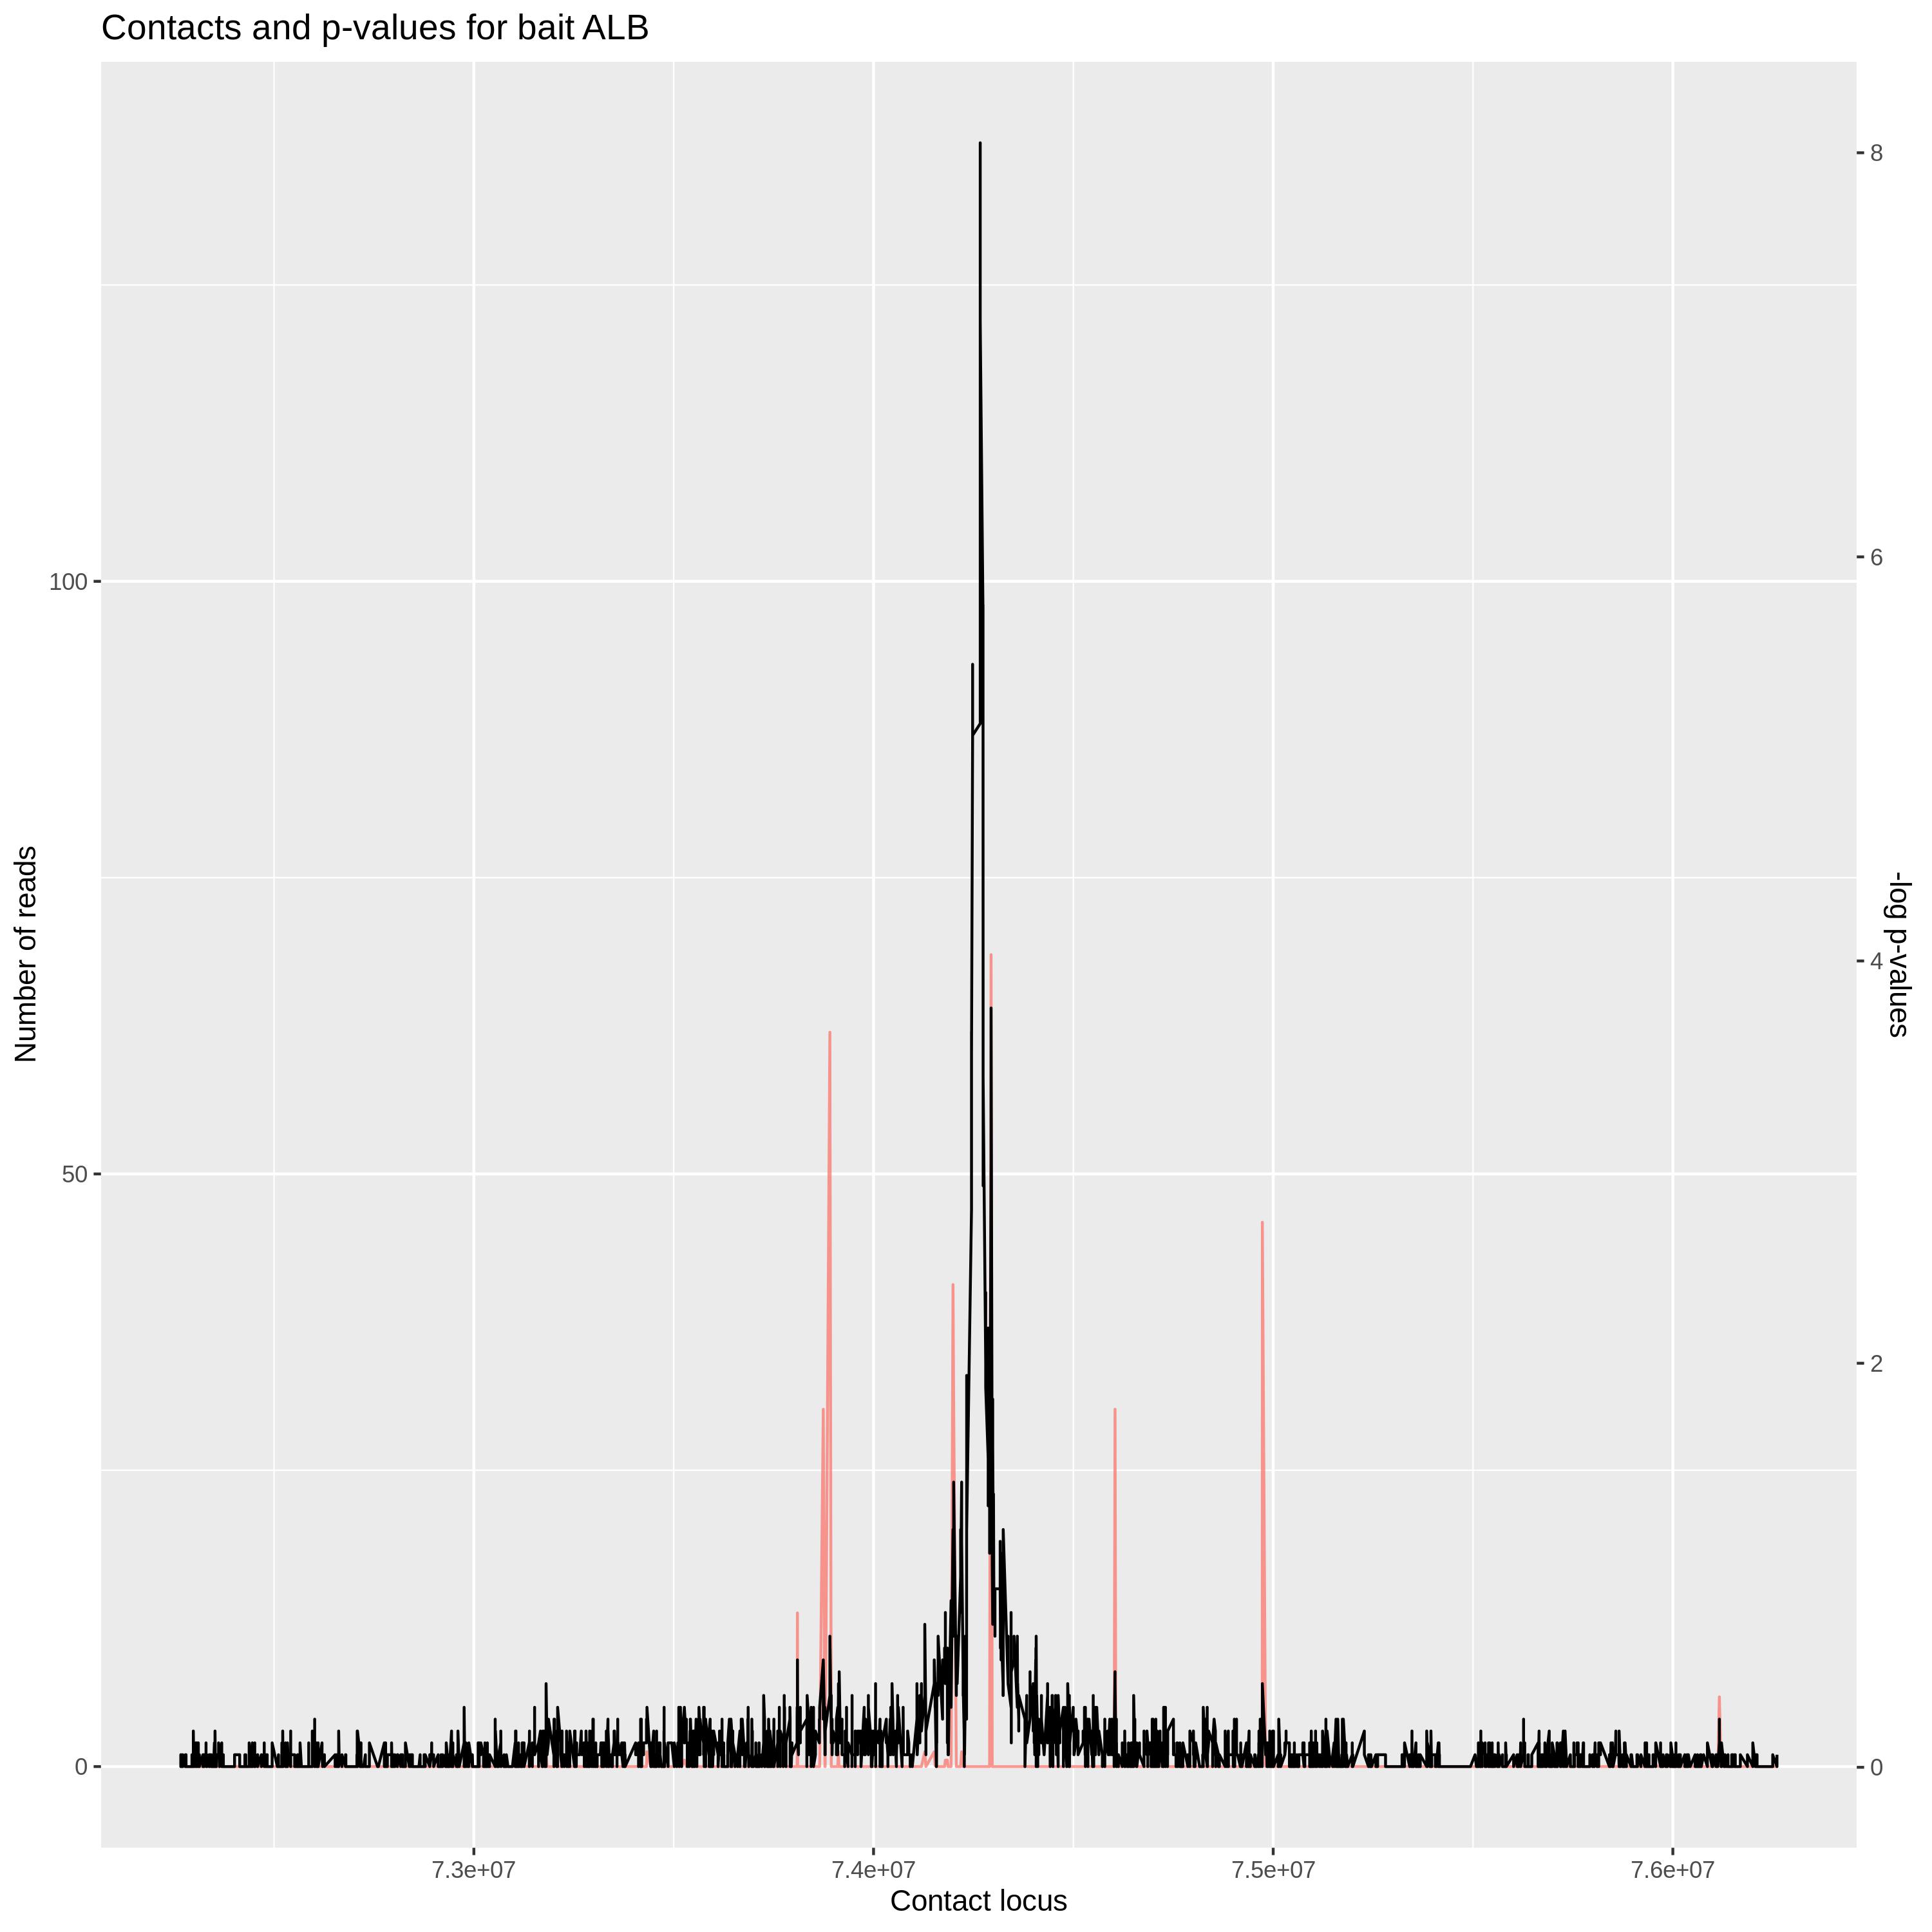 Contacts and p-values for bait ALB
Number of reads
100
50
0
8
6
4
2
0
-log p-values
7.3e+07
7.4e+07
7.5e+07
7.6e+07
Contact locus